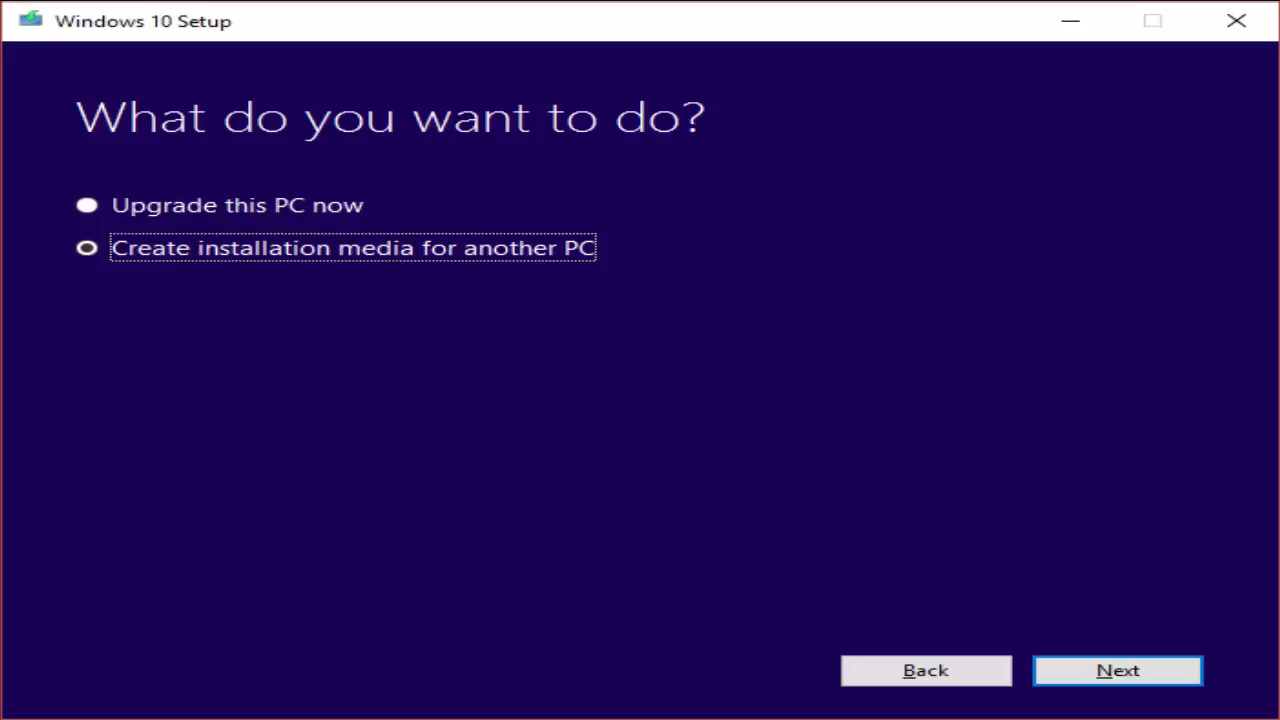 Windows 10 Setup
What do you want to do?
Upgrade this PC now
Create installation media for another PC
Back
Next